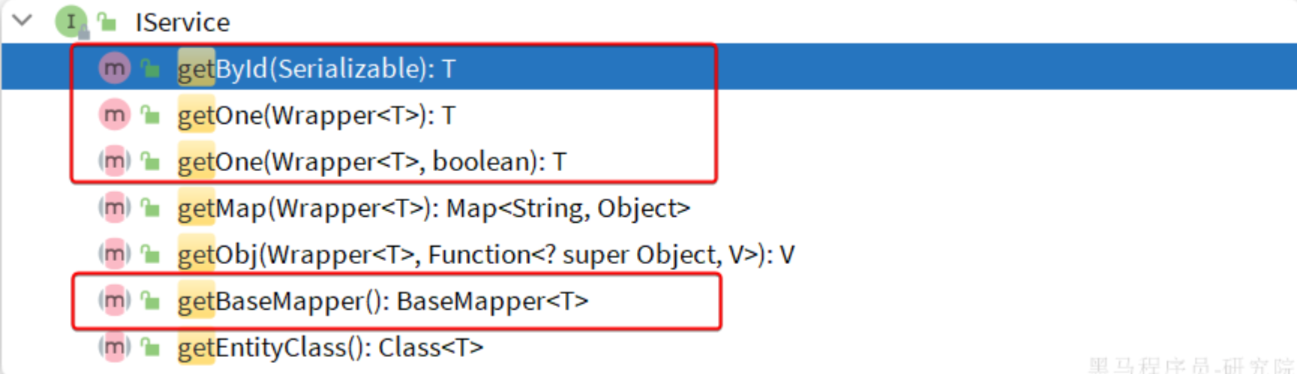 IService
getById(Serializable): T
getOne(Wrapper<T>): T
getOne(Wrapper<T>, boolean): T
getMap(Wrapper<T>): Map<String, Object>
getObj(Wrapper<T>, Function<? super Object, V>): V
getBaseMapper(): BaseMapper<T>
getEntityClass(): Class<T>
黑马程序员-研究院